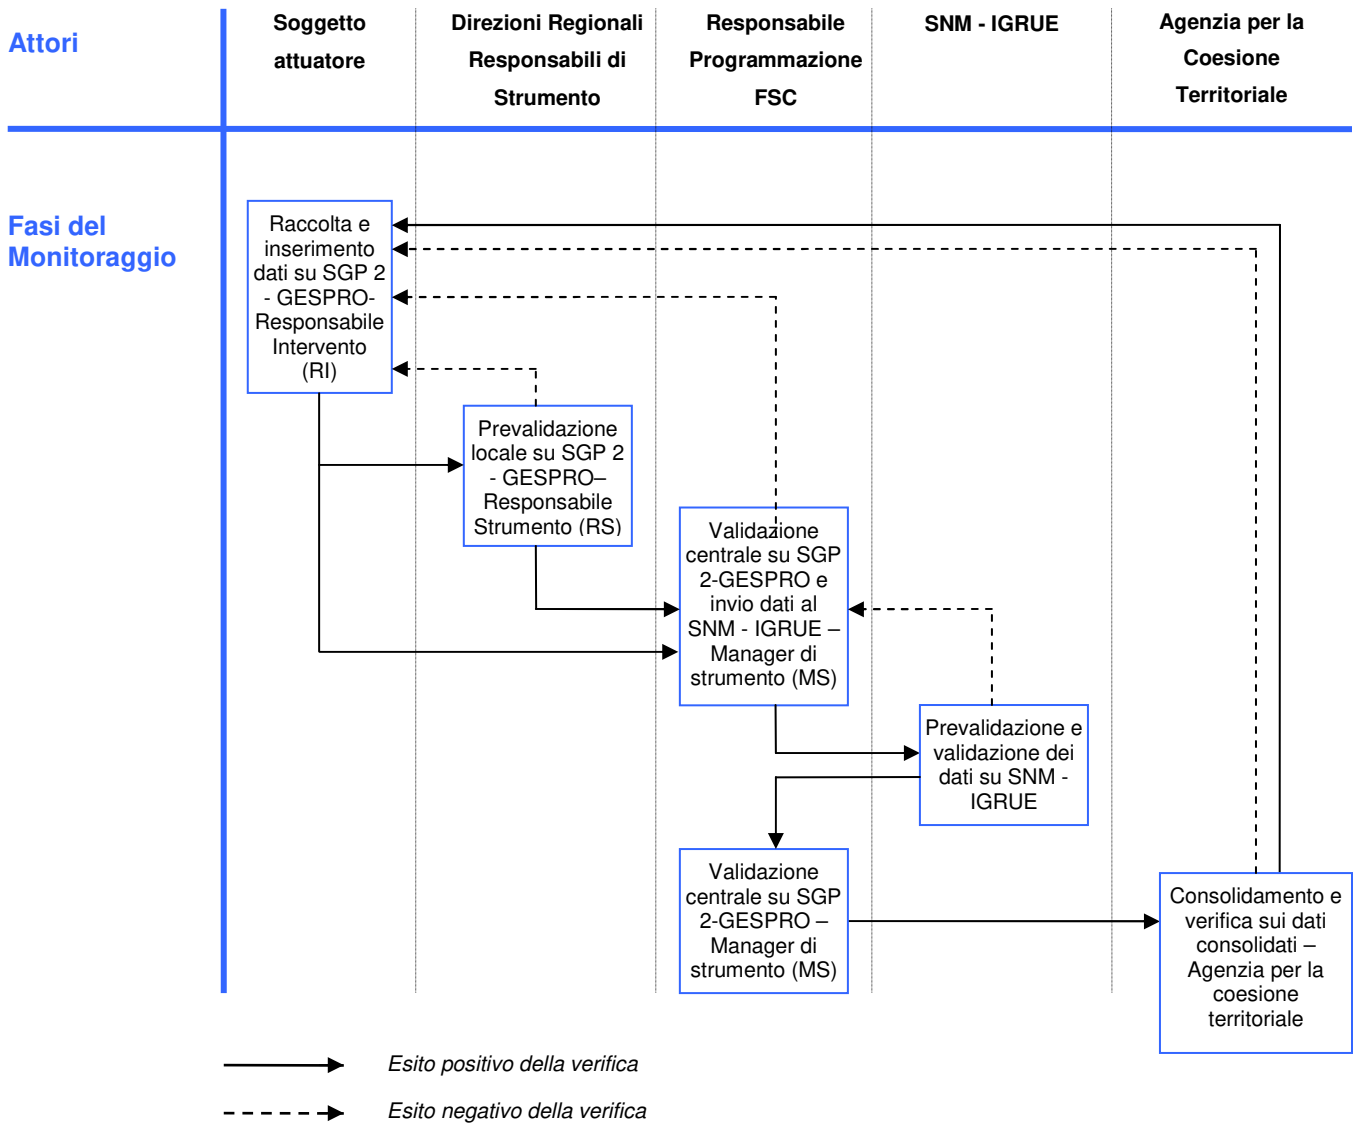 Attori
Soggetto
attuatore
Direzioni Regionali
Responsabili di
Strumento
Responsabile
Programmazione
FSC
SNM - IGRUE
Agenzia per la
Coesione
Territoriale
Fasi del
Monitoraggio
Raccolta e
inserimento
dati su SGP 2
- GESPRO-
Responsabile
Intervento
(RI)
Prevalidazione
locale su SGP 2
- GESPRO–
Responsabile
Strumento (RS)
Validazione
centrale su SGP
2-GESPRO e
invio dati al
SNM - IGRUE –
Manager di
strumento (MS)
Prevalidazione e
validazione dei
dati su SNM -
IGRUE
Validazione
centrale su SGP
2-GESPRO –
Manager di
strumento (MS)
Consolidamento e
verifica sui dati
consolidati –
Agenzia per la
coesione
territoriale
Esito positivo della verifica
Esito negativo della verifica